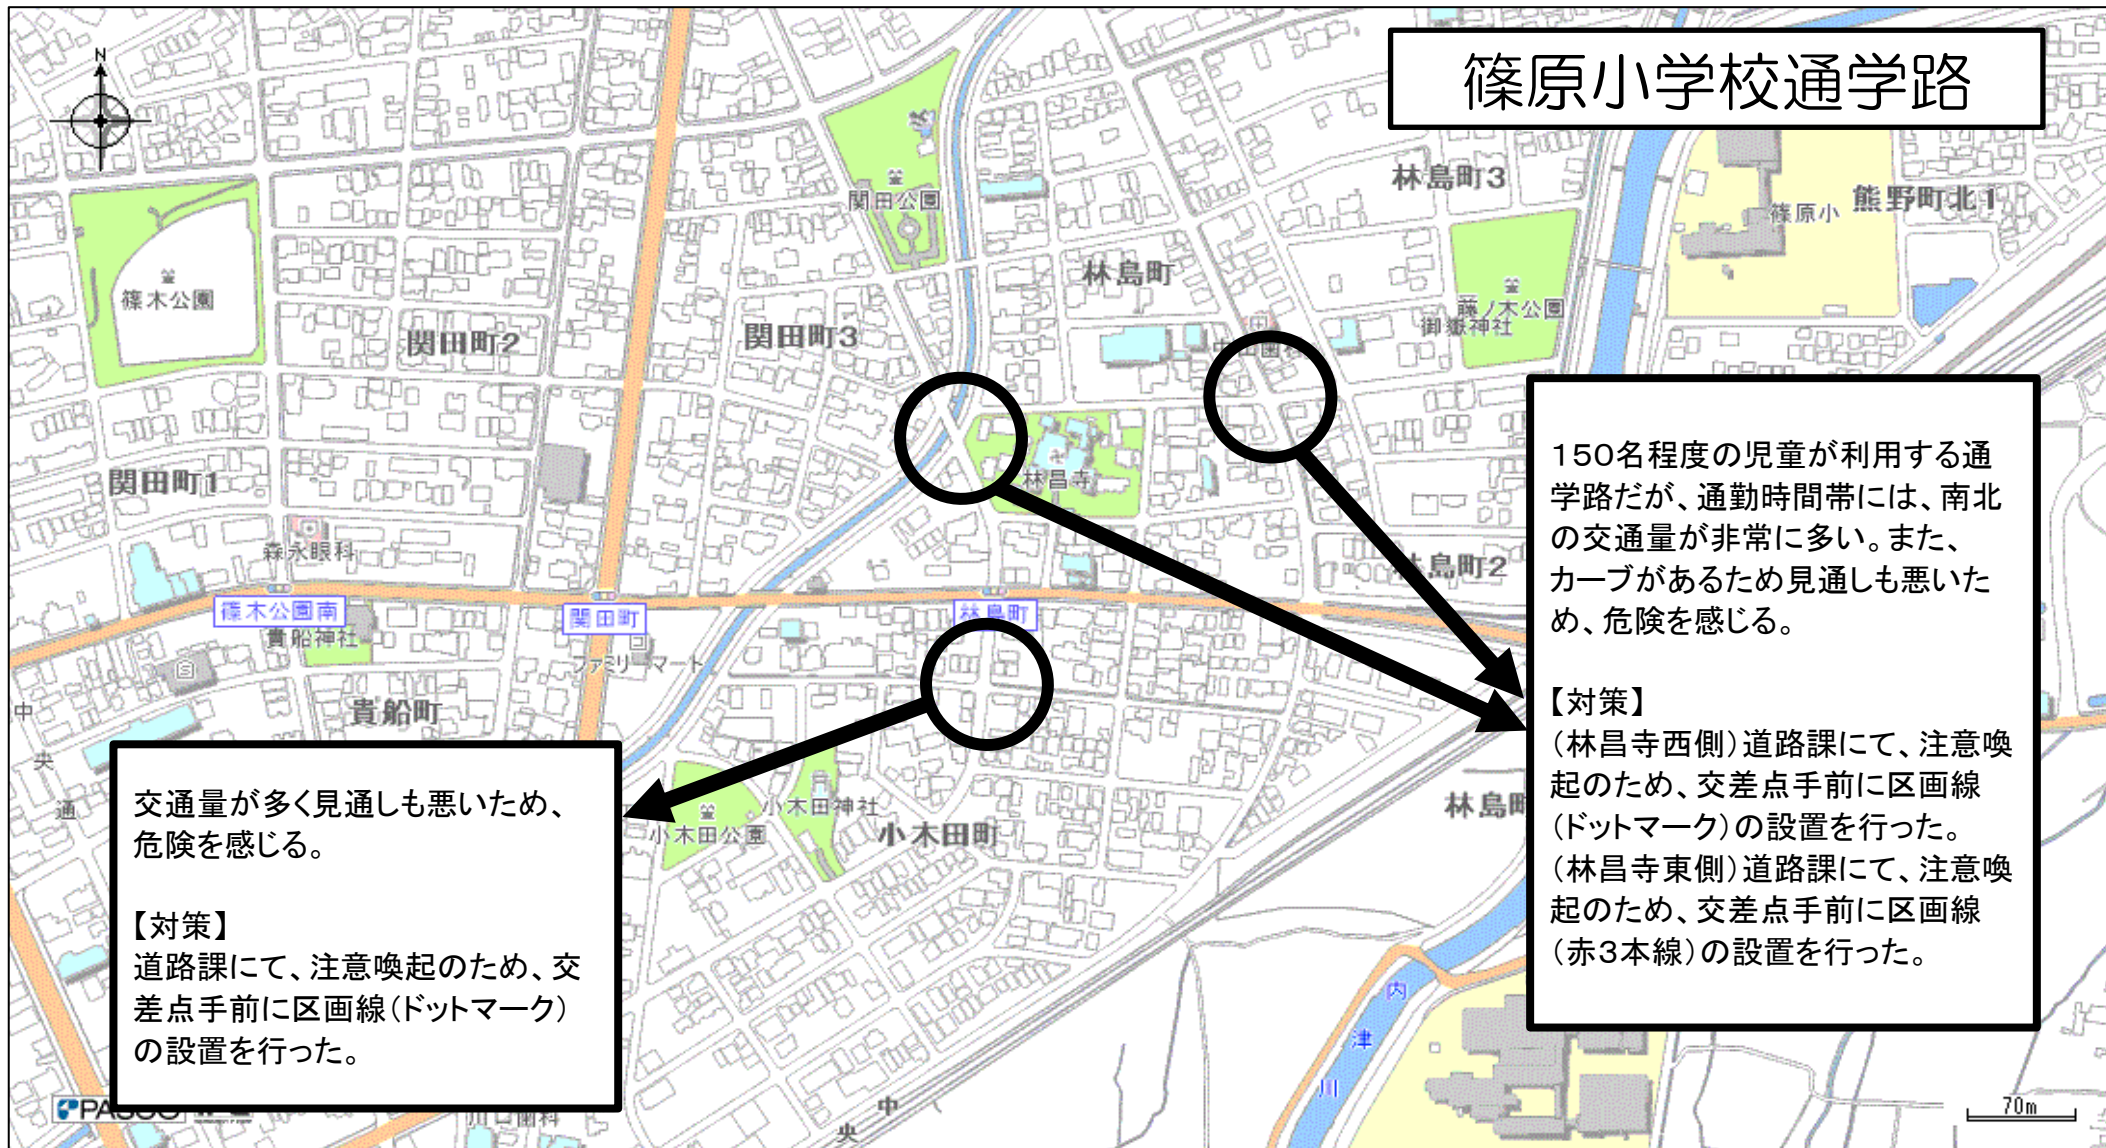 篠原小学校通学路
N
林島町3
熊野町北1
篠原小
関田公園
林島町
篠木公園
藤ノ木公園
御嶽神社
関田町2
関田町3
関田町1
林昌寺
森永眼科
島町2
篠木公園南
関田町
林島町
貴船神社
ファミリーマート
貴船町
中
央
通
150名程度の児童が利用する通
学路だが、通勤時間帯には、南北
の交通量が非常に多い。また、
カーブがあるため見通しも悪いた
め、危険を感じる。
【対策】
(林昌寺西側)道路課にて、注意喚
起のため、交差点手前に区画線
(ドットマーク)の設置を行った。
(林昌寺東側)道路課にて、注意喚
起のため、交差点手前に区画線
(赤3本線)の設置を行った。
交通量が多く見通しも悪いため、
危険を感じる。
【対策】
道路課にて、注意喚起のため、交
差点手前に区画線(ドットマーク)
の設置を行った。
小木田神社
小木田公園
小木田町
林島町
内
津
川
中
央
PASCO
70m